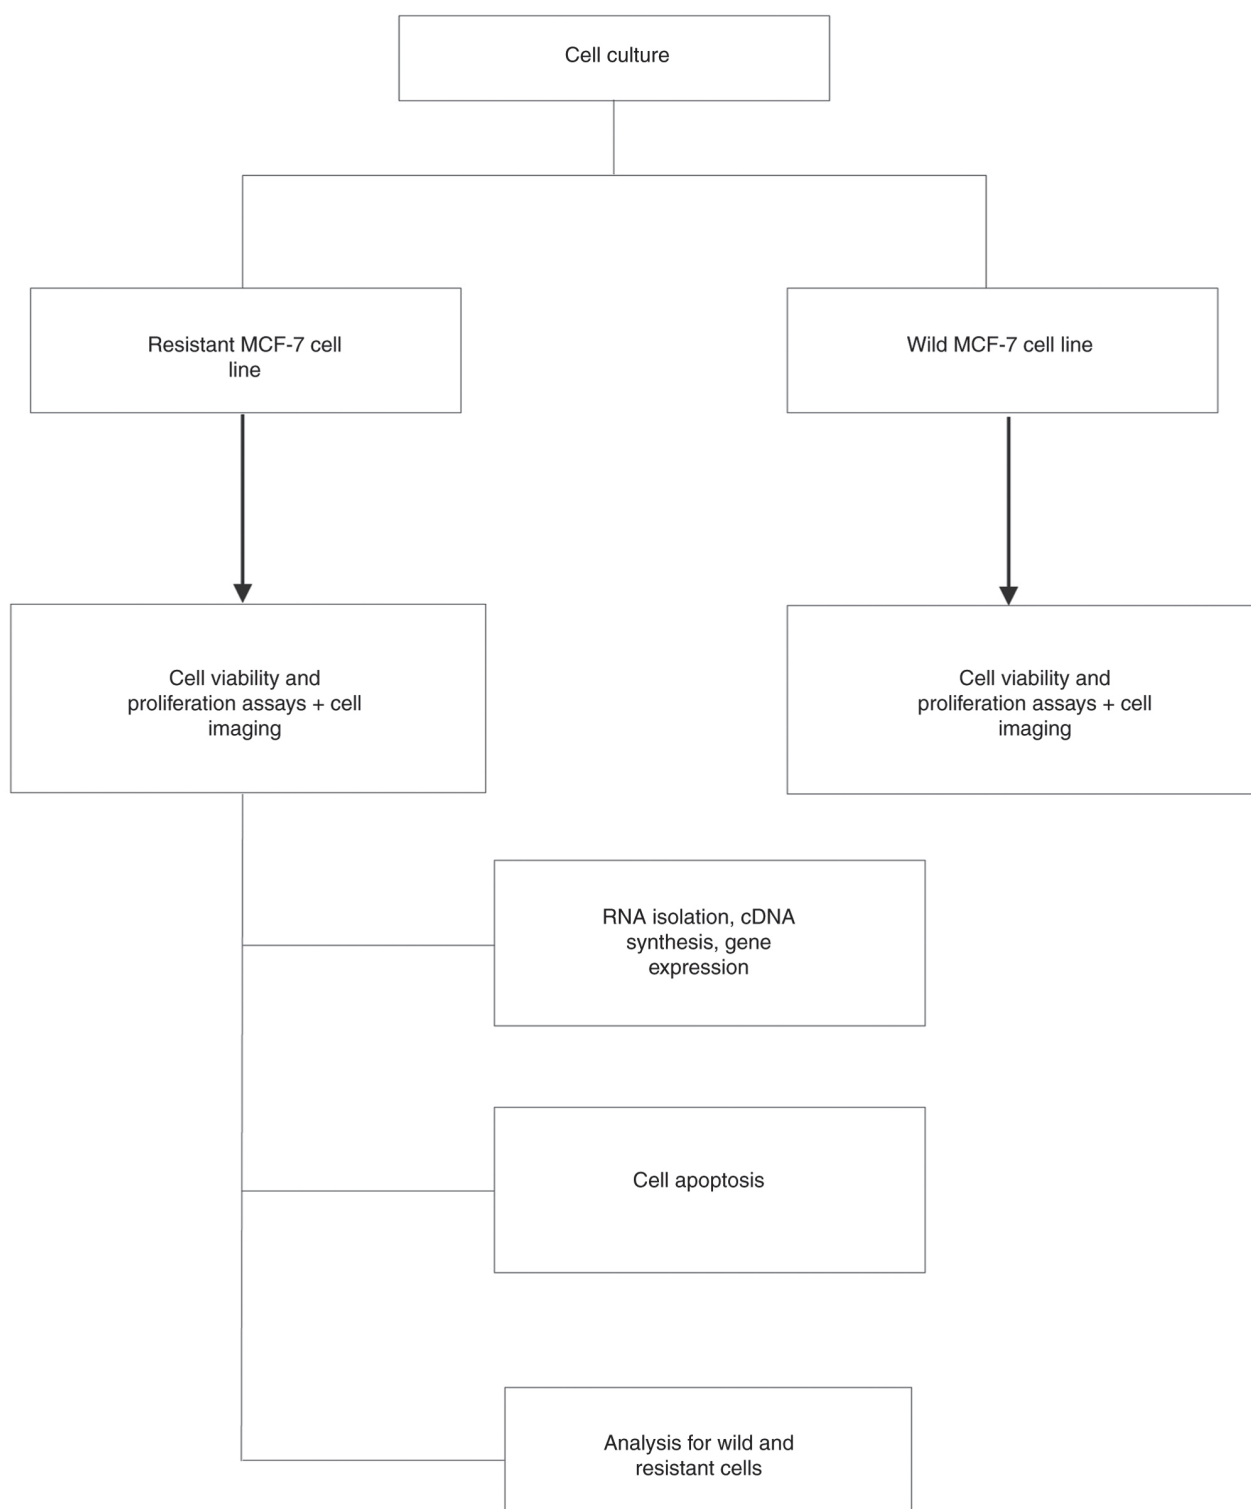 Cell culture
Resistant MCF-7 cell
line
Wild MCF-7 cell line
Cell viability and
proliferation assays + cell
imaging
Cell viability and
proliferation assays + cell
imaging
RNA isolation, cDNA
synthesis, gene
expression
Cell apoptosis
Analysis for wild and
resistant cells